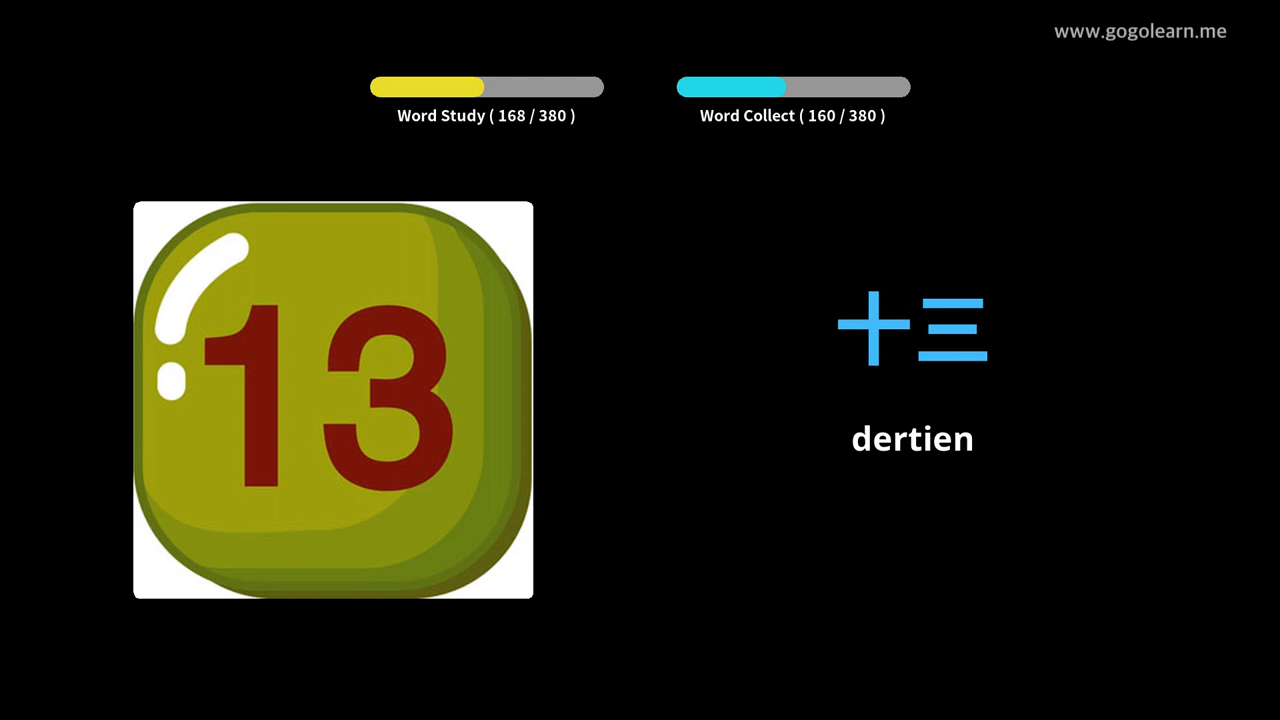 www.gogolearn.me
Word Study ( 168 / 380 )
Word Collect ( 160 / 380 )
13
十三
dertien